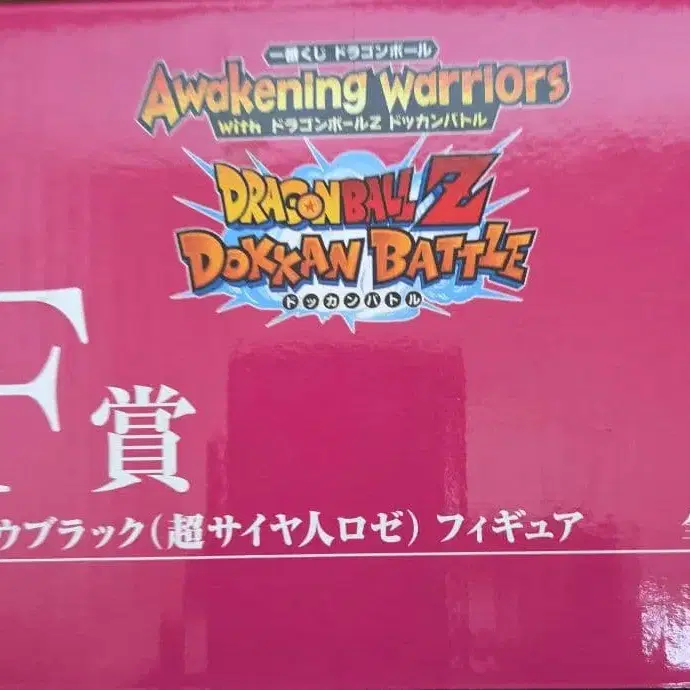 一番くじ ドラゴンボール
Awakening Warriors
with ドラゴンボールZ ドッカンバトル
DRAGONBALL Z
DOKKAN BATTLE
ドッカンバトル
F賞
ウブラック(超サイヤ人ロゼ) フィギュア